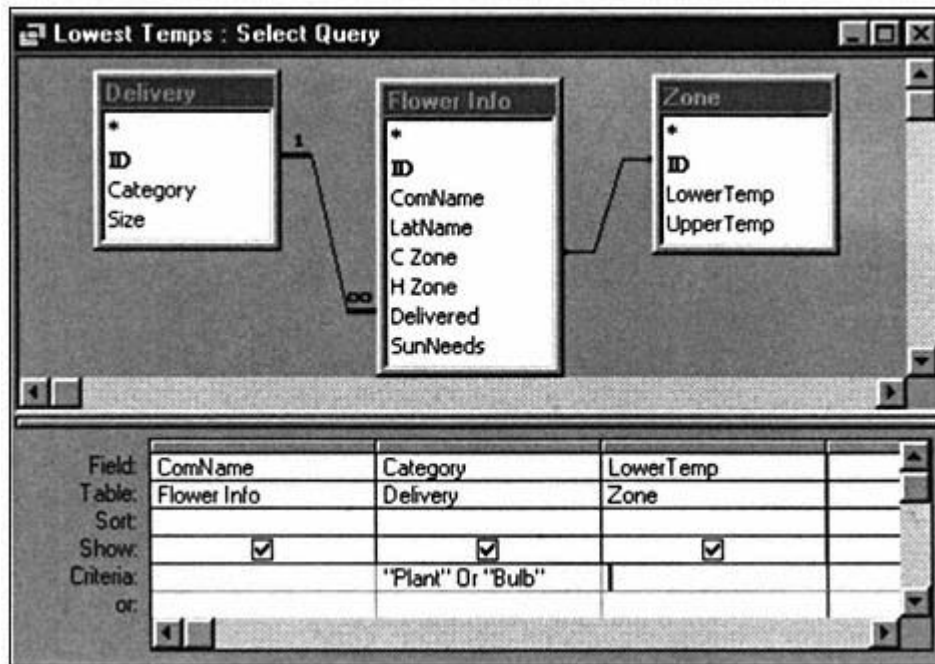 Lowest Temps : Select Query
Delivery
*
ID
Category
Size
1
∞
Flower Info
*
ID
ComName
LatName
C Zone
H Zone
Delivered
SunNeeds
Zone
*
ID
LowerTemp
UpperTemp
Field: ComName Category LowerTemp
Table: Flower Info Delivery Zone
Sort:
Show:
Criteria: "Plant" Or "Bulb"
or: